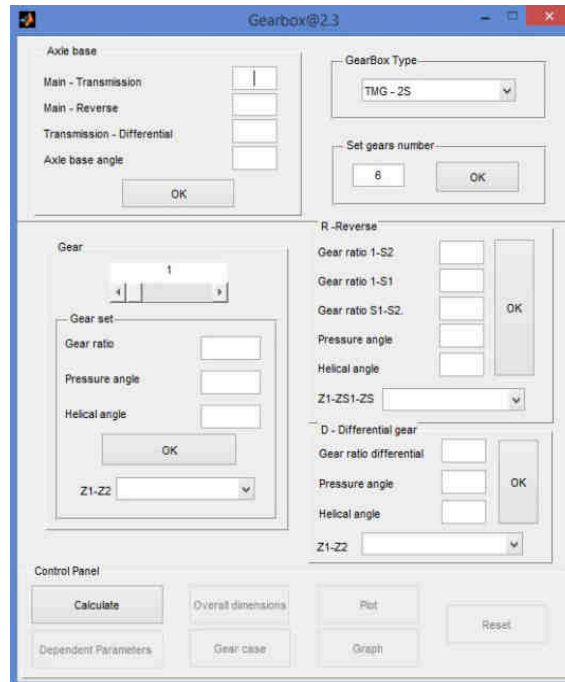 Gearbox@2.3
Axle base
Main - Transmission
Main - Reverse
Transmission - Differential
Axle base angle
OK
GearBox Type
TMG - 2S
Set gears number
6
OK
Gear
1
Gear set
Gear ratio
Pressure angle
Helical angle
OK
Z1-Z2
R -Reverse
Gear ratio 1-S2
Gear ratio 1-S1
Gear ratio S1-S2.
Pressure angle
Helical angle
OK
Z1-ZS1-ZS
D - Differential gear
Gear ratio differential
Pressure angle
Helical angle
OK
Z1-Z2
Control Panel
Calculate
Overall dimensions
Plot
Reset
Dependent Parameters
Gear case
Graph